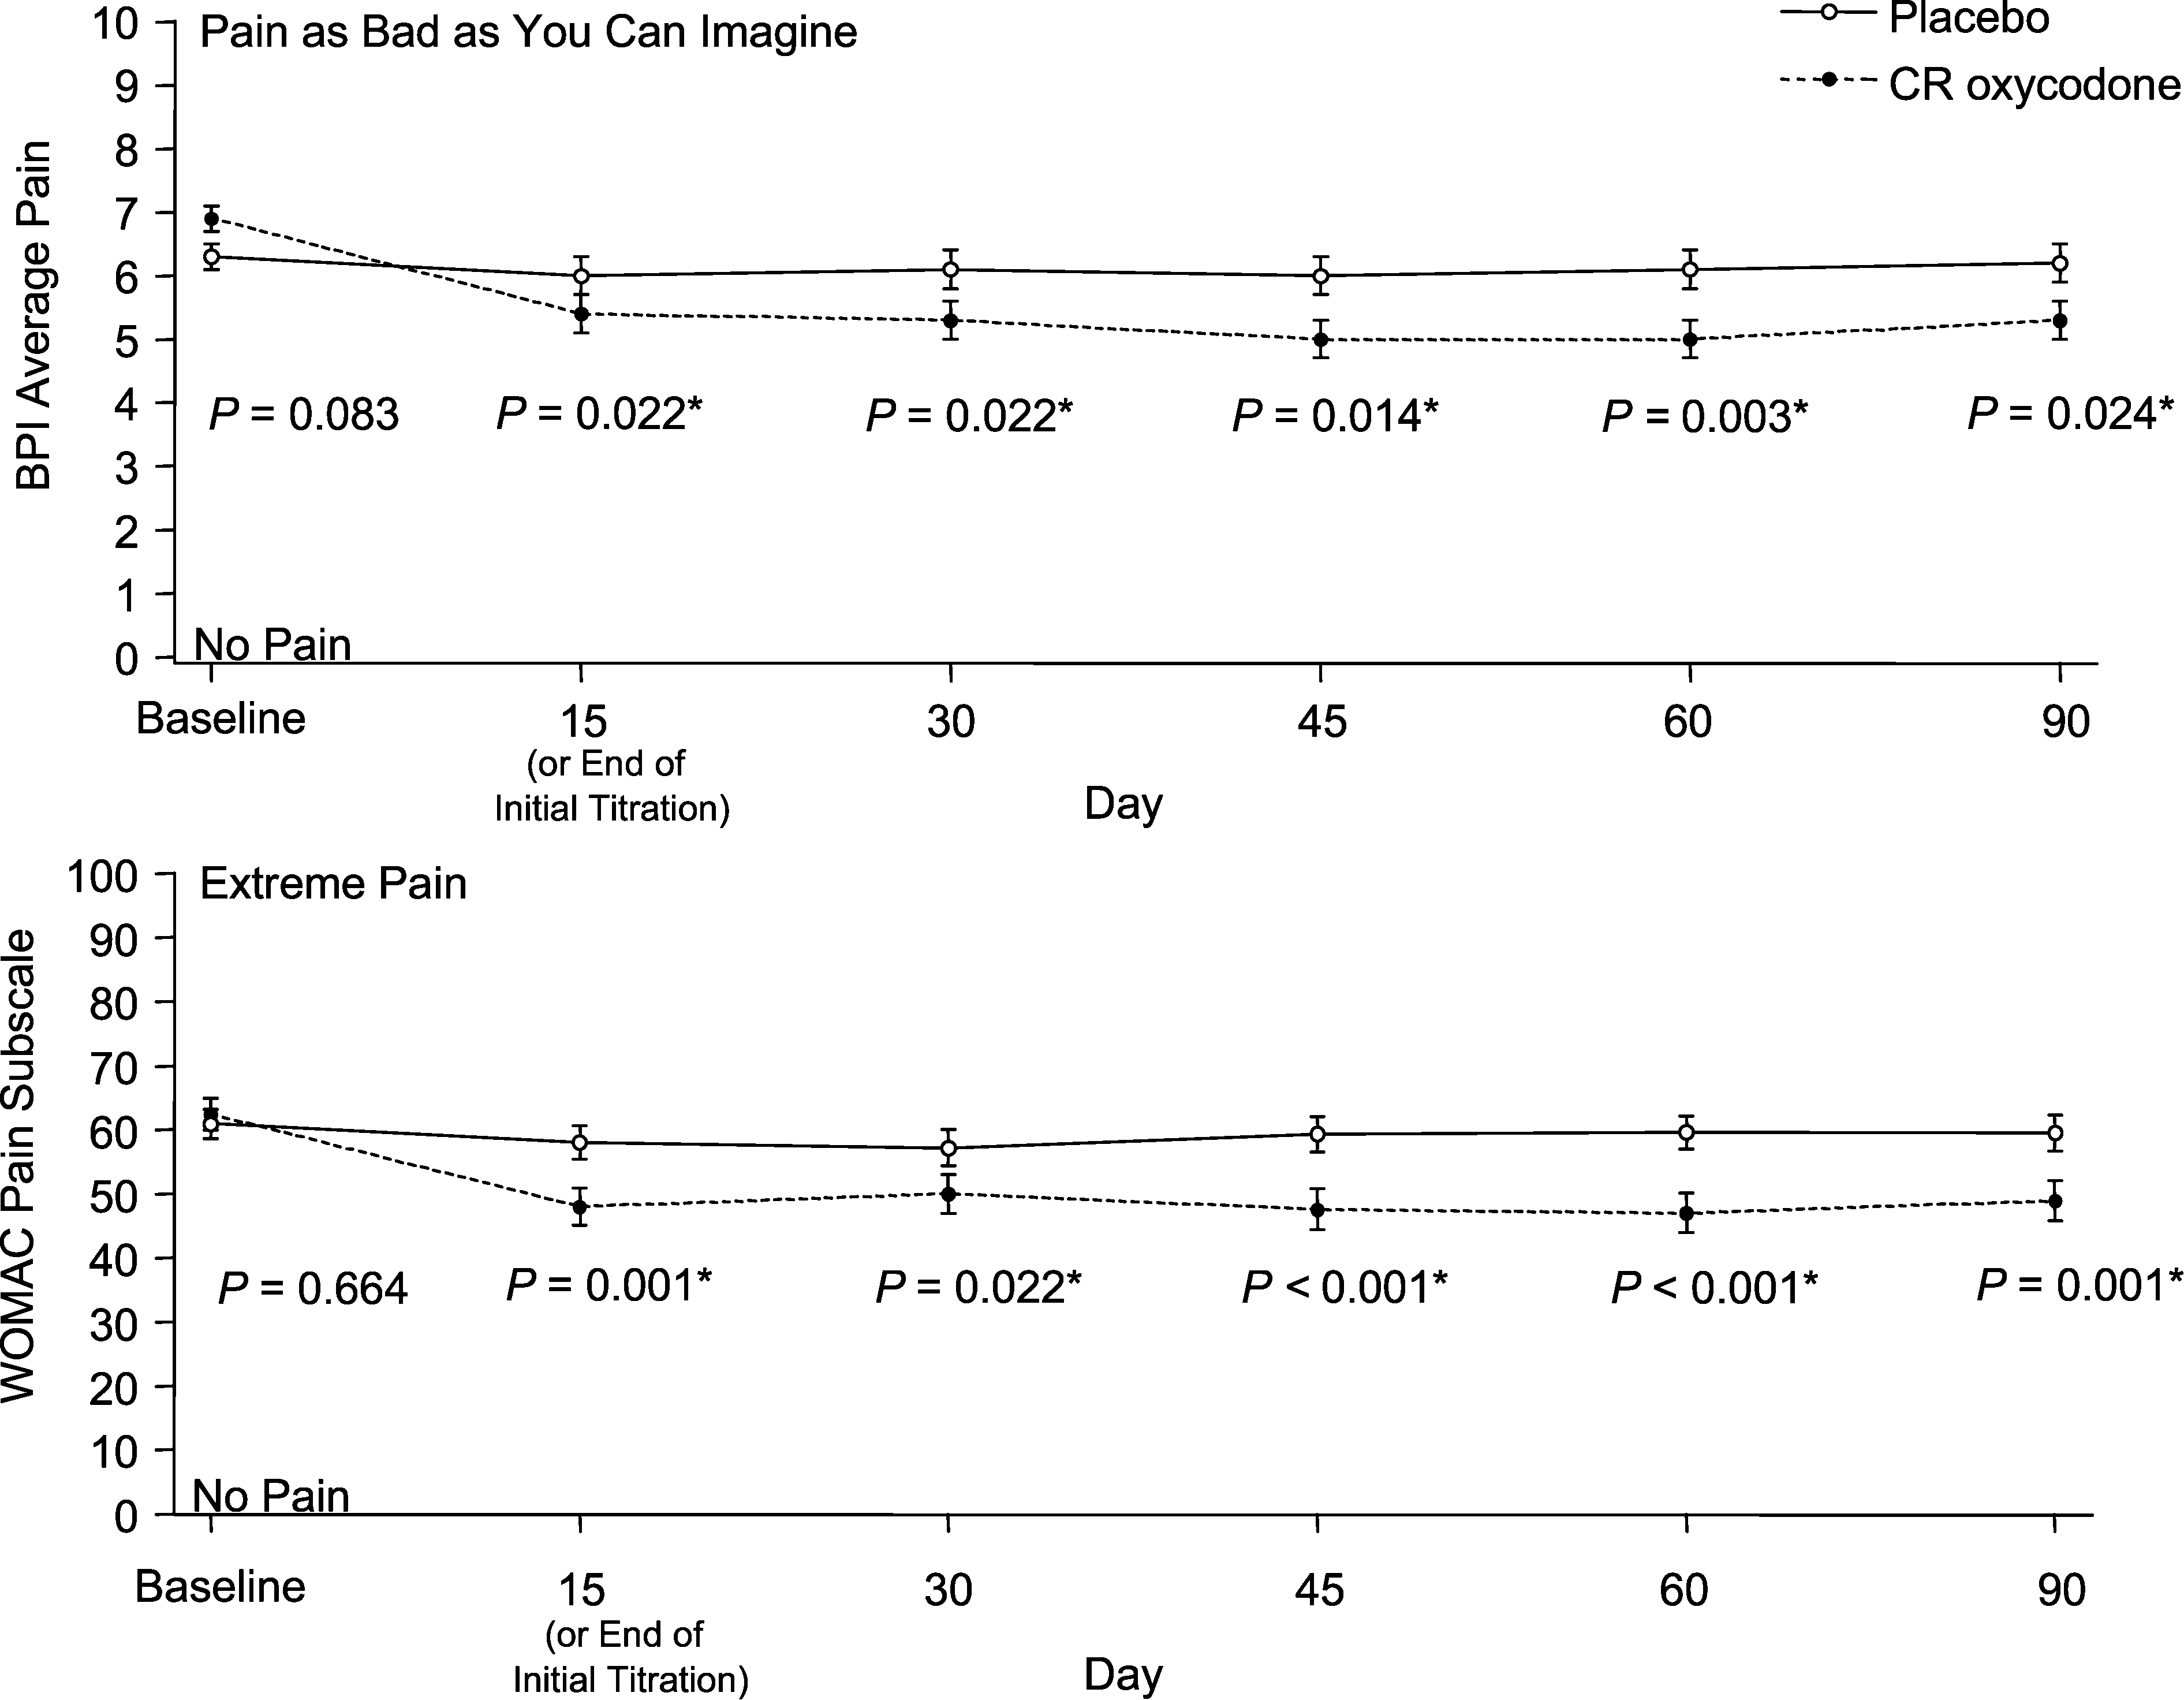 Placebo
CR oxycodone
Pain as Bad as You Can Imagine
BPI Average Pain
10
9
8
7
6
5
4
3
2
1
0
P = 0.083
P = 0.022*
P = 0.022*
P = 0.014*
P = 0.003*
P = 0.024*
No Pain
Baseline
15
30
45
60
90
(or End of
Initial Titration)
Day
Extreme Pain
WOMAC Pain Subscale
100
90
80
70
60
50
40
30
20
10
0
P = 0.664
P = 0.001*
P = 0.022*
P < 0.001*
P < 0.001*
P = 0.001*
No Pain
Baseline
15
30
45
60
90
(or End of
Initial Titration)
Day